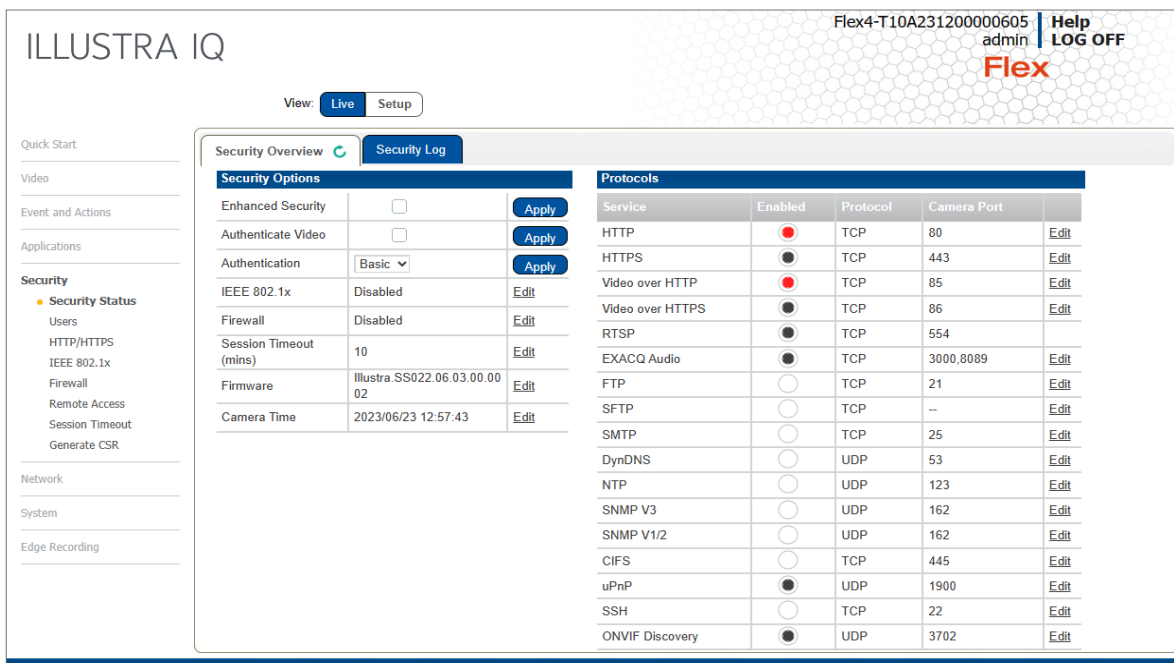 ILLUSTRA IQ
Flex4-T10A231200000605 Help
admin LOG OFF
Flex
View: Live Setup
Quick Start
Video
Event and Actions
Applications
Security
Security Status
Users
HTTP/HTTPS
IEEE 802.1x
Firewall
Remote Access
Session Timeout
Generate CSR
Network
System
Edge Recording
Security Overview Security Log
Security Options
Enhanced Security Apply
Authenticate Video Apply
Authentication Basic Apply
IEEE 802.1x Disabled Edit
Firewall Disabled Edit
Session Timeout
(mins) 10 Edit
Firmware Illustra.SS022.06.03.00.00
02 Edit
Camera Time 2023/06/23 12:57:43 Edit
Protocols
Service Enabled Protocol Camera Port
HTTP TCP 80 Edit
HTTPS TCP 443 Edit
Video over HTTP TCP 85 Edit
Video over HTTPS TCP 86 Edit
RTSP TCP 554
EXACQ Audio TCP 3000,8089 Edit
FTP TCP 21 Edit
SFTP TCP -- Edit
SMTP TCP 25 Edit
DynDNS UDP 53 Edit
NTP UDP 123 Edit
SNMP V3 UDP 162 Edit
SNMP V1/2 UDP 162 Edit
CIFS TCP 445 Edit
uPnP UDP 1900 Edit
SSH TCP 22 Edit
ONVIF Discovery UDP 3702 Edit